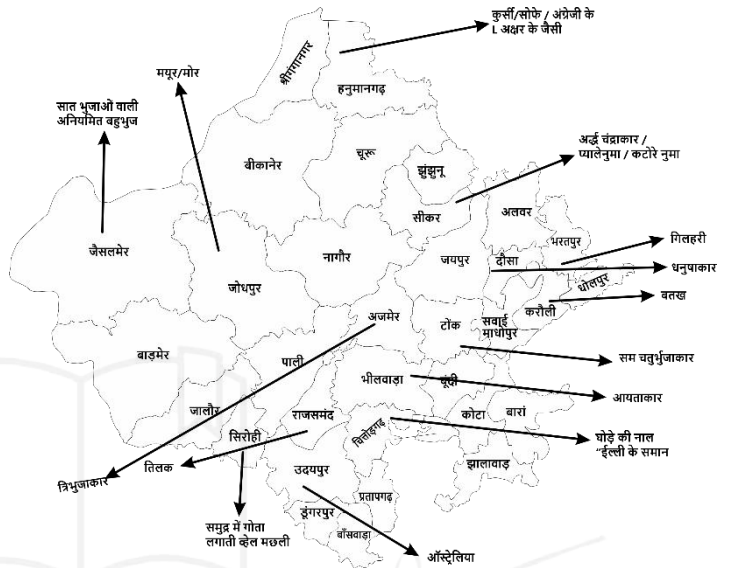 कुर्सी/सोफे / अंग्रेजी के
L अक्षर के जैसी
श्रीगंगानगर
हनुमानगढ़
मयूर/मोर
सात भुजाओं वाली
अनियमित बहुभुज
अर्द्ध चंद्राकार /
प्यालेनुमा / कटोरे नुमा
बीकानेर
चूरू
झुंझुनू
सीकर
अलवर
भरतपुर
गिलहरी
जैसलमेर
जोधपुर
नागौर
जयपुर
दौसा
धनुषाकार
धोलपुर
बतख
करौली
अजमेर
टोंक
सवाई
माधोपुर
बाड़मेर
पाली
सम चतुर्भुजाकार
भीलवाड़ा
बूंदी
आयताकार
जालौर
राजसमंद
कोटा
बारां
सिरोही
चित्तोड़गढ़
घोड़े की नाल
"ईल्ली के समान
झालावाड़
त्रिभुजाकार
तिलक
उदयपुर
प्रतापगढ़
समुद्र में गोता
लगाती व्हेल मछली
डूंगरपुर
बाँसवाड़ा
ऑस्ट्रेलिया